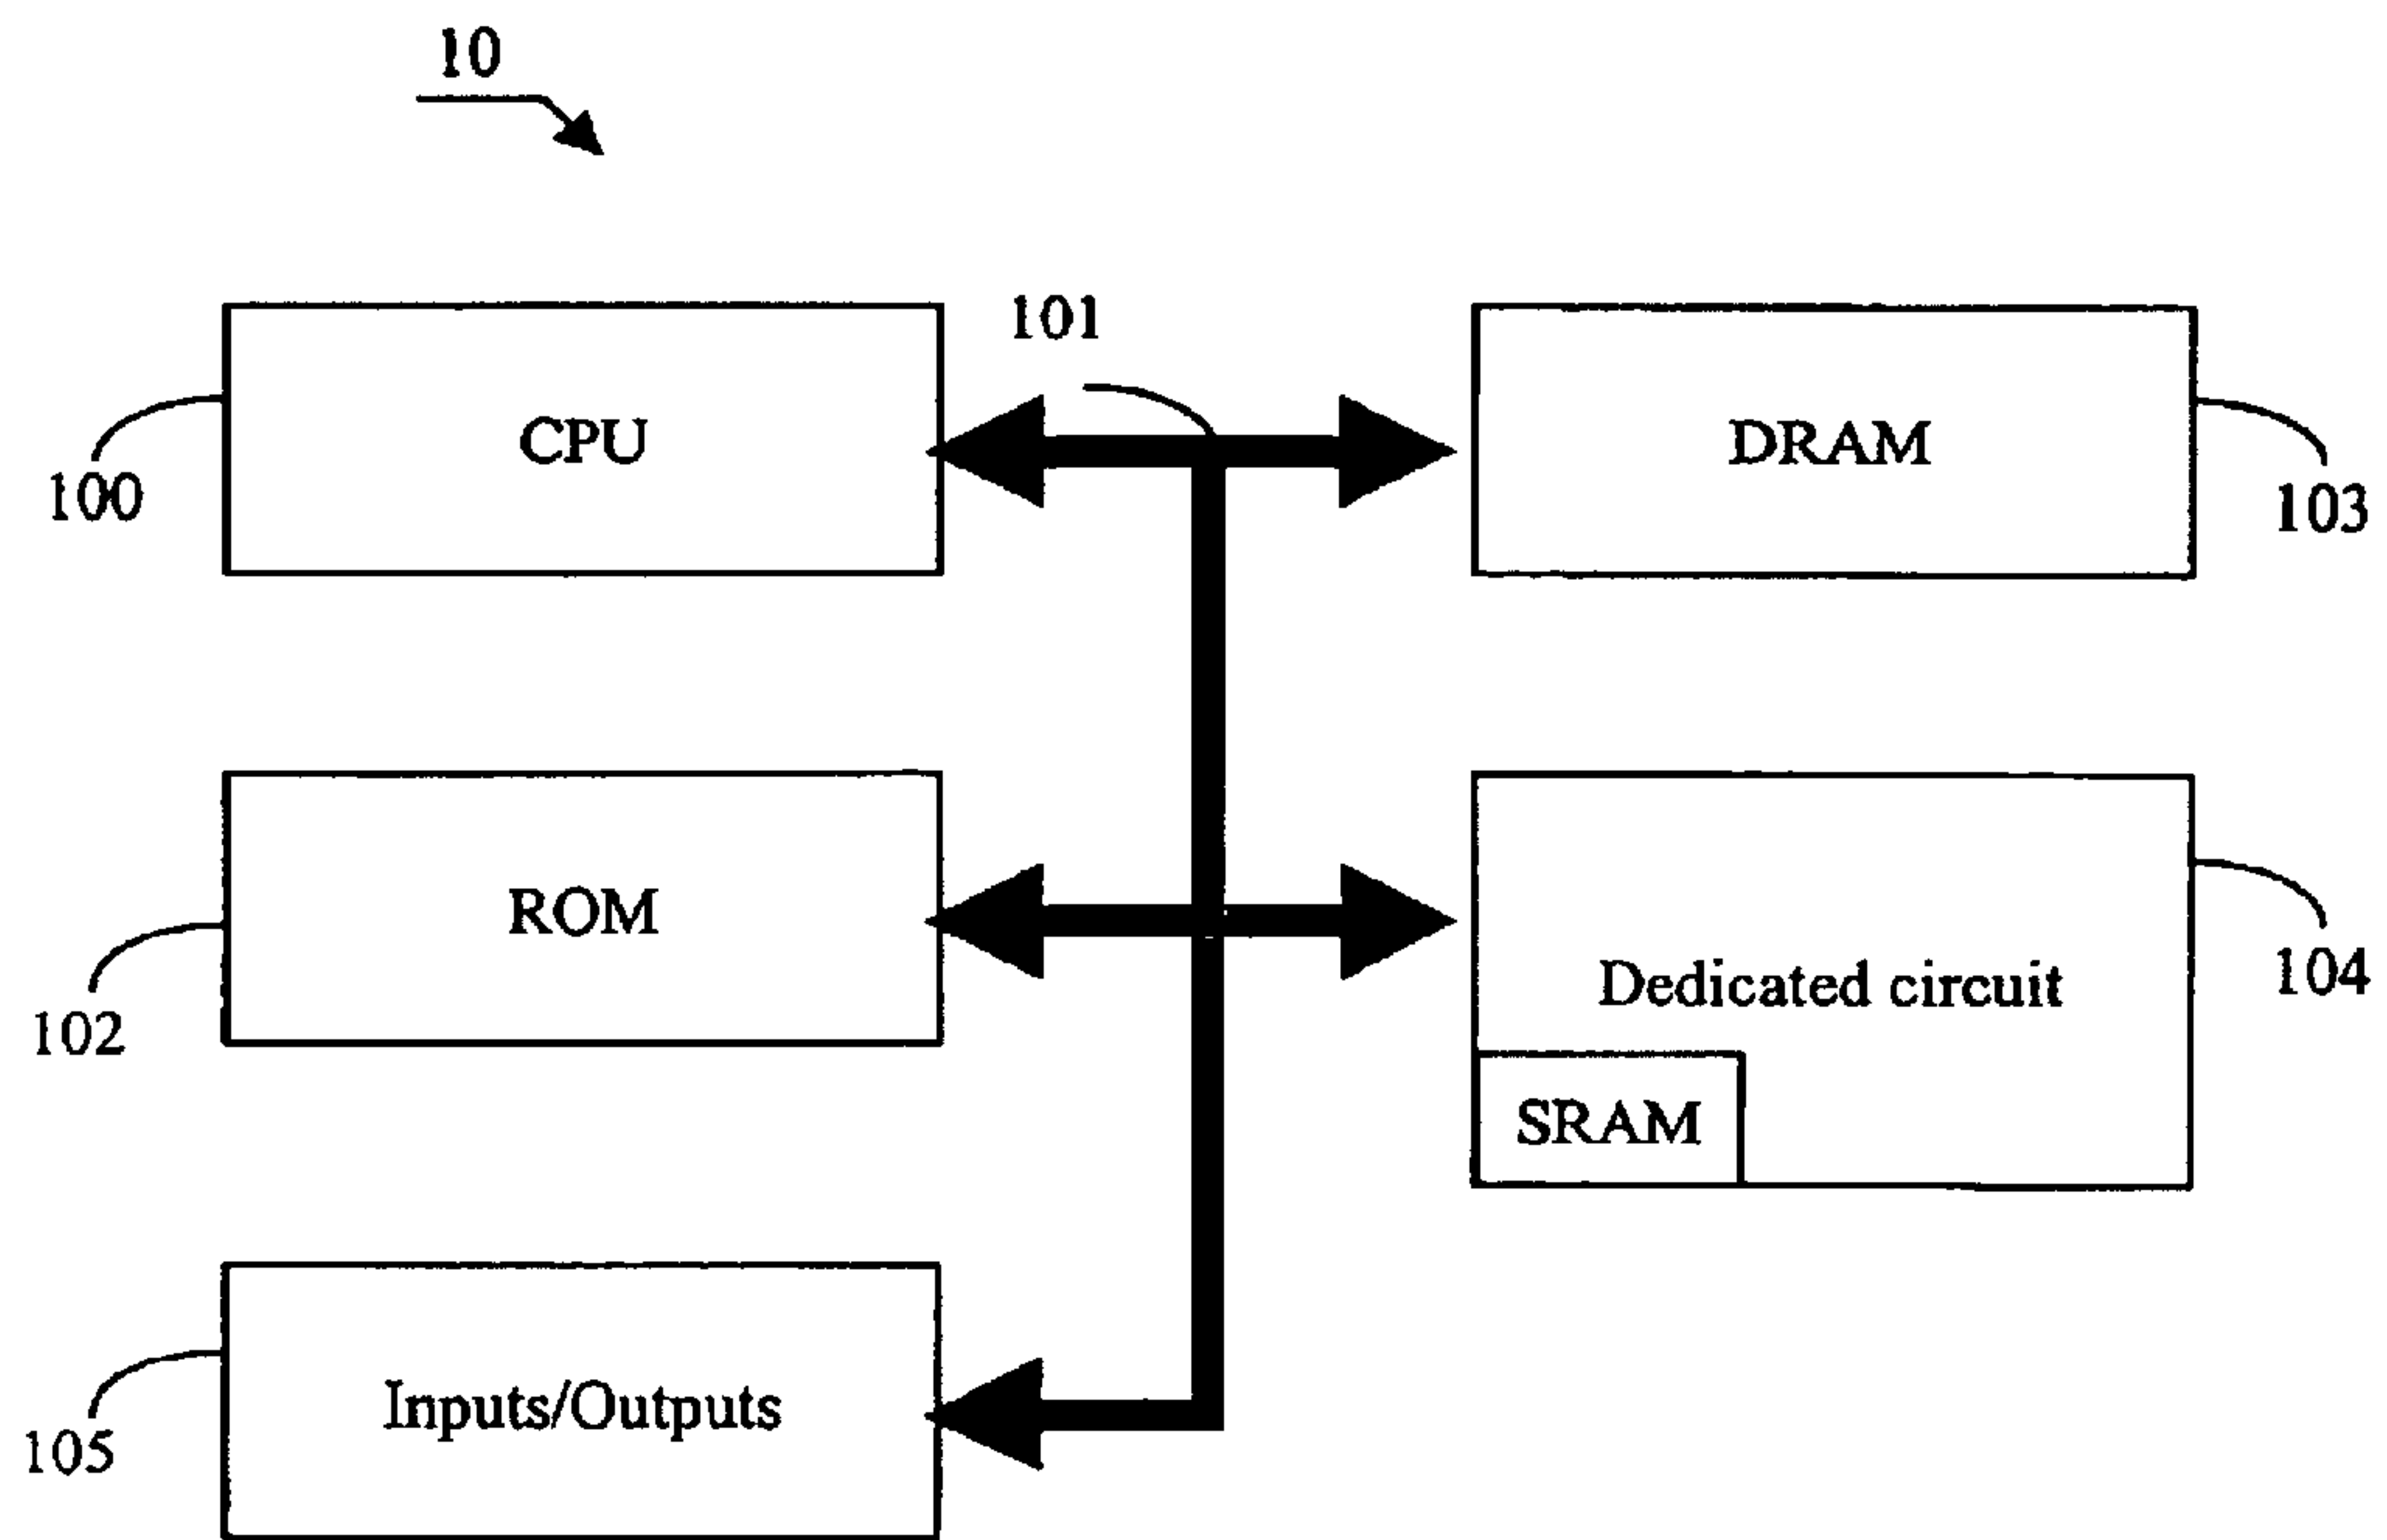 10
101
CPU
DRAM
100
103
ROM
102
Dedicated circuit
104
SRAM
Inputs/Outputs
105